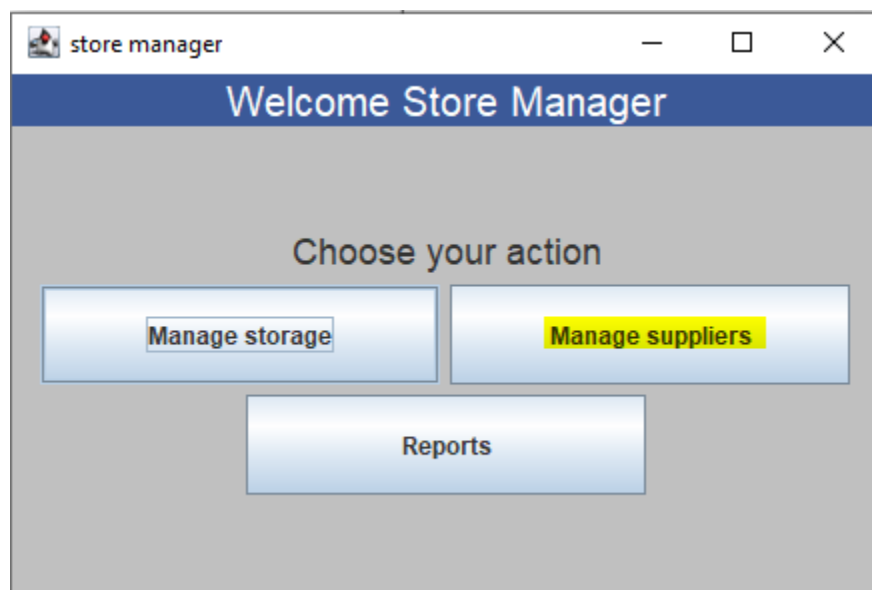 store manager
Welcome Store Manager
Choose your action
Manage storage
Manage suppliers
Reports